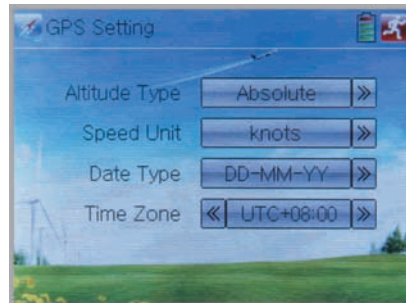 GPS Setting
Altitude Type Absolute »
Speed Unit knots »
Date Type DD-MM-YY »
Time Zone « UTC+08:00 »